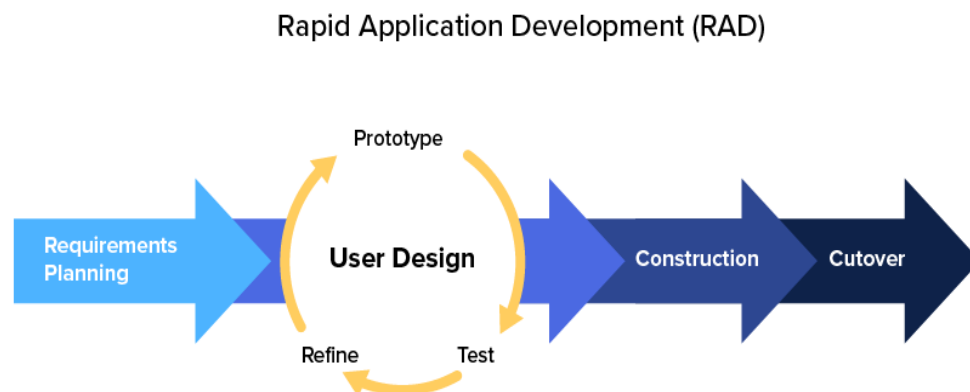 Rapid Application Development (RAD)
Prototype
Requirements
Planning
User Design
Construction
Cutover
Refine
Test